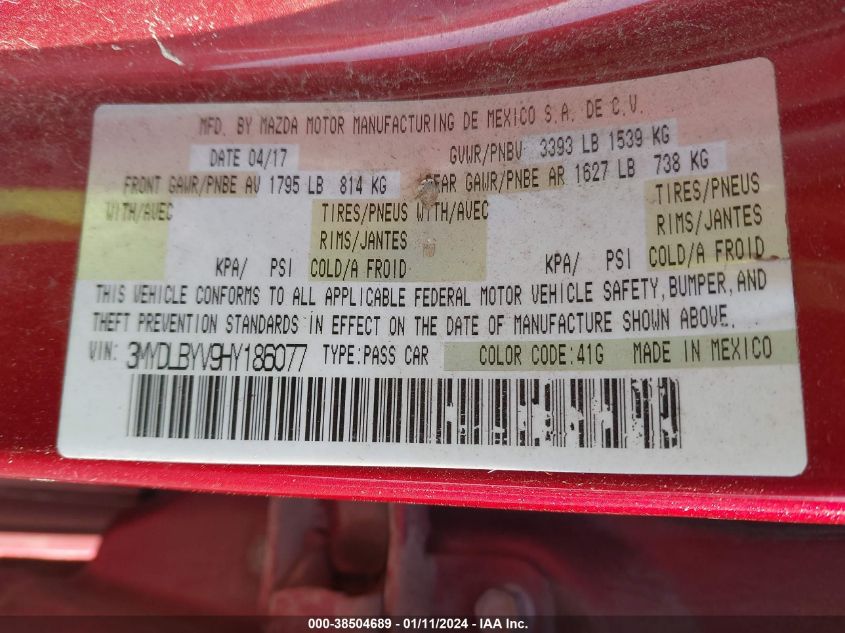 MFD. BY MAZDA MOTOR MANUFACTURING DE MEXICO S.A. DE C.V.
DATE 04/17 GVWR/PNBV 3393 LB 1539 KG
FRONT GAWR/PNBE AV 1795 LB 814 KG REAR GAWR/PNBE AR 1627 LB 738 KG
WITH/AVEC TIRES/PNEUS WITH/AVEC TIRES/PNEUS
RIMS/JANTES RIMS/JANTES
KPA/ PSI COLD/A FROID KPA/ PSI COLD/A FROID
THIS VEHICLE CONFORMS TO ALL APPLICABLE FEDERAL MOTOR VEHICLE SAFETY, BUMPER, AND
THEFT PREVENTION STANDARDS IN EFFECT ON THE DATE OF MANUFACTURE SHOWN ABOVE.
VIN: 3MYDLBYV9HY186077 TYPE: PASS CAR COLOR CODE: 41G MADE IN MEXICO
000-38504689 - 01/11/2024 - IAA Inc.